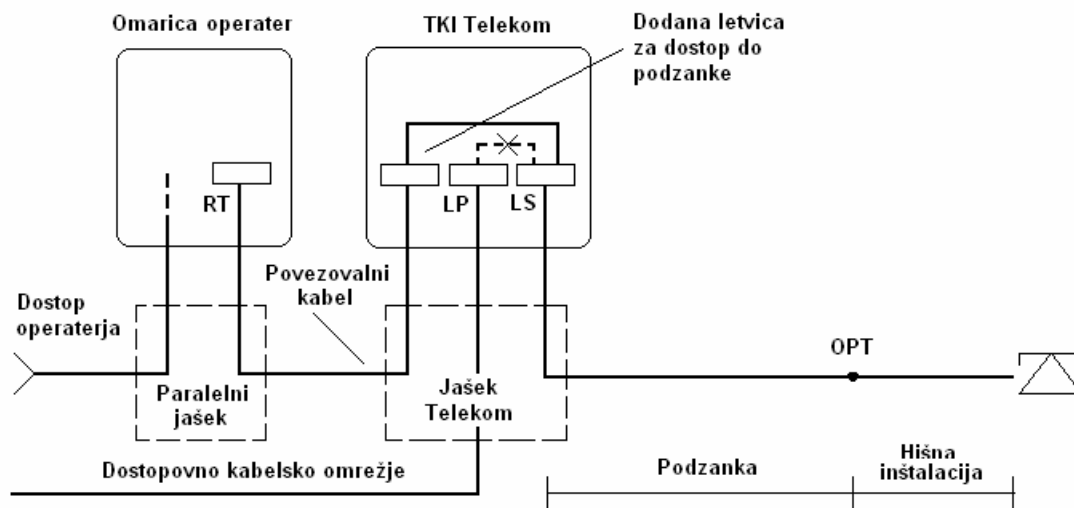 Omarica operater
TKI Telekom
Dodana letvica
za dostop do
podzanke
RT
LP
LS
Povezovalni
kabel
Dostop
operaterja
OPT
Paralelni
jašek
Jašek
Telekom
Dostopovno kabelsko omrežje
Podzanka
Hišna
inštalacija